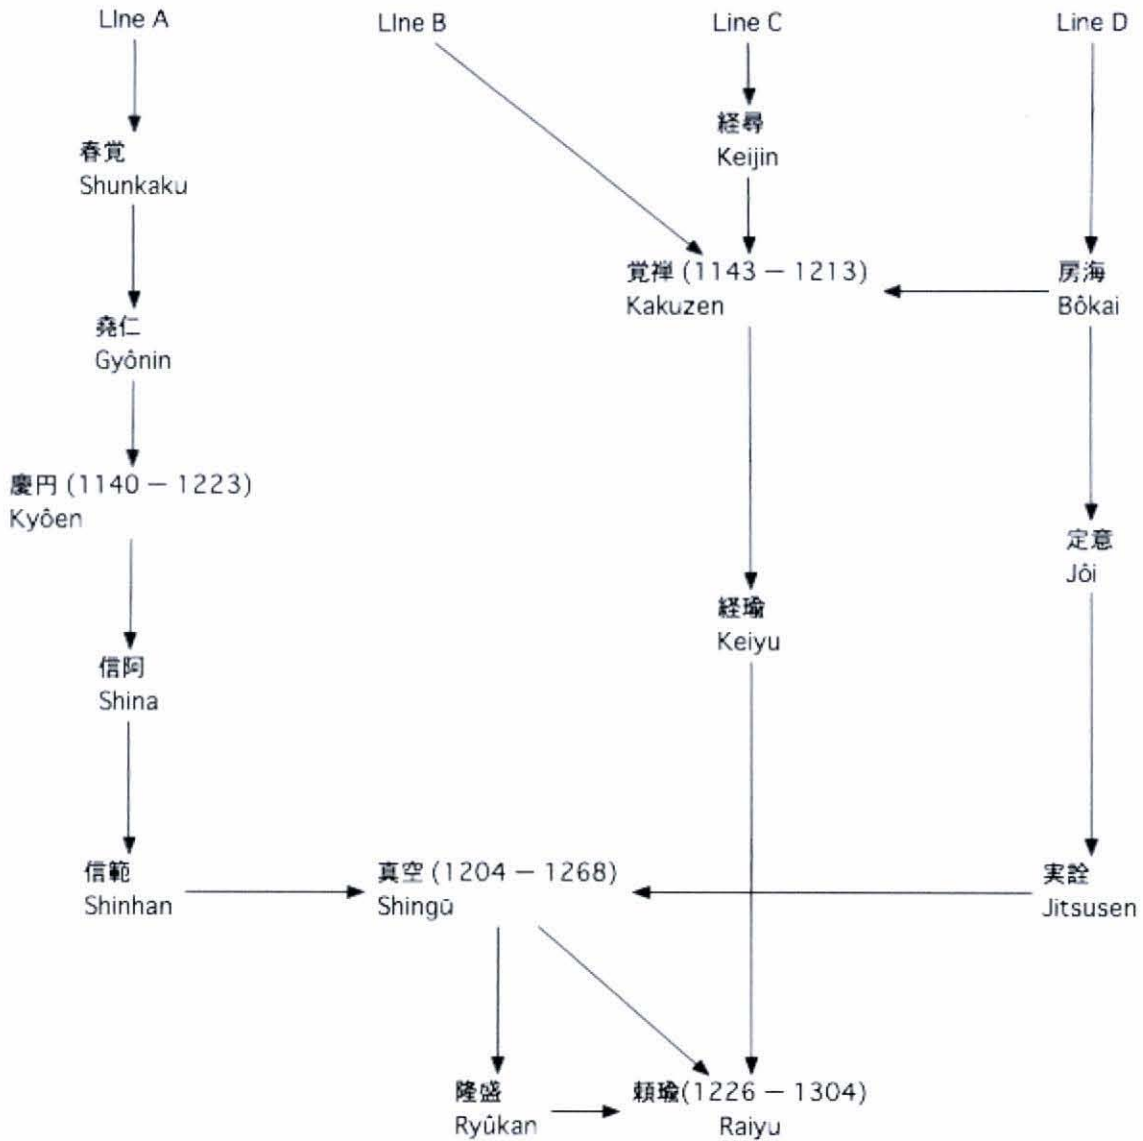 LIne A
LIne B
Line C
Line D
経尋
Keijin
春覚
Shunkaku
覚禅 (1143 – 1213)
Kakuzen
房海
Bôkai
堯仁
Gyônin
慶円 (1140 – 1223)
Kyôen
定意
Jôi
経瑜
Keiyu
信阿
Shina
信範
Shinhan
真空 (1204 – 1268)
Shingū
実詮
Jitsusen
隆盛
Ryûkan
頼瑜(1226 – 1304)
Raiyu